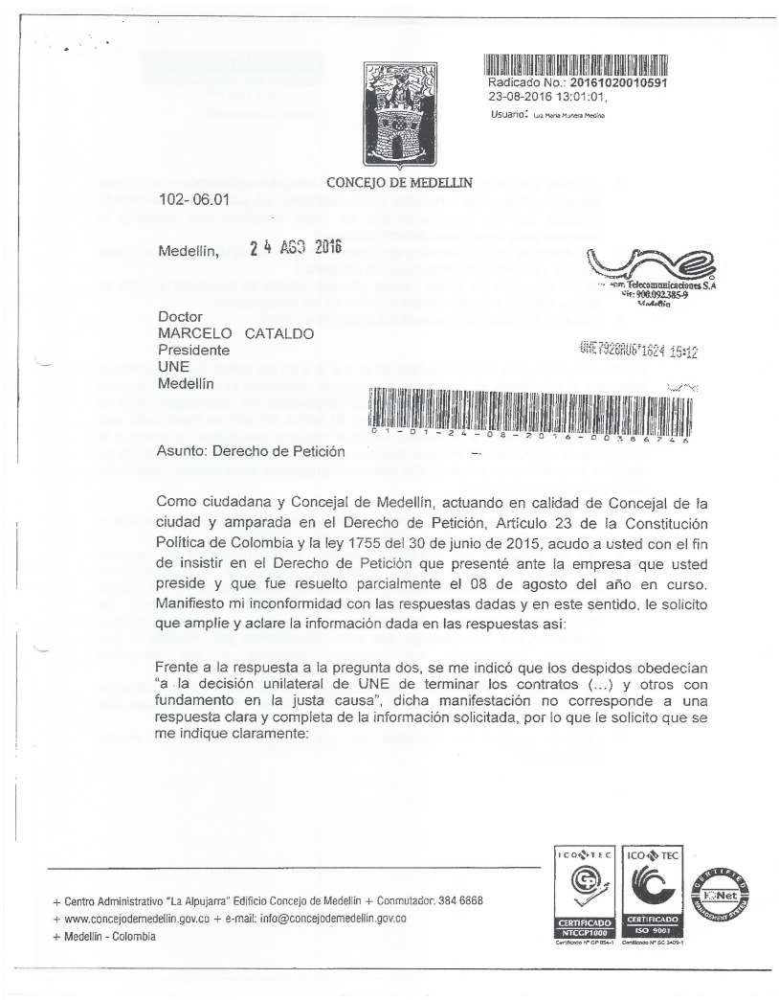 Radicado No.: 20161020010591
23-08-2016 13:01:01,
Usuario: Luz Maria Munera Medina
CONCEJO DE MEDELLIN
102- 06.01
Medellín, 24 AGO 2016
Telecomunicaciones S.A
Nit: 900.092.385-9
Medellín
Doctor
MARCELO CATALDO
Presidente
UNE
Medellín
15:12
01-01-24-08-2016-00386746
Asunto: Derecho de Petición
Como ciudadana y Concejal de Medellín, actuando en calidad de Concejal de la
ciudad y amparada en el Derecho de Petición, Artículo 23 de la Constitución
Política de Colombia y la ley 1755 del 30 de junio de 2015, acudo a usted con el fin
de insistir en el Derecho de Petición que presenté ante la empresa que usted
preside y que fue resuelto parcialmente el 08 de agosto del año en curso.
Manifiesto mi inconformidad con las respuestas dadas y en este sentido, le solicito
que amplie y aclare la información dada en las respuestas asi:
Frente a la respuesta a la pregunta dos, se me indicó que los despidos obedecían
“a la decisión unilateral de UNE de terminar los contratos (...) y otros con
fundamento en la justa causa”, dicha manifestación no corresponde a una
respuesta clara y completa de la información solicitada, por lo que le solicito que se
me indique claramente:
+ Centro Administrativo "La Alpujarra" Edificio Concejo de Medellín + Conmutador: 384 6868
+ www.concejodemedellin.gov.co + e-mail: info@concejodemedellin.gov.co
+ Medellín - Colombia
ICONTEC
GP
CERTIFICADO
NTCGP1000
Certificado N° GP 054-1
ICONTEC
CERTIFICADO
ISO 9001
Certificado N° SC 3409-1
CERTIFIED
IQNet
MANAGEMENT SYSTEM